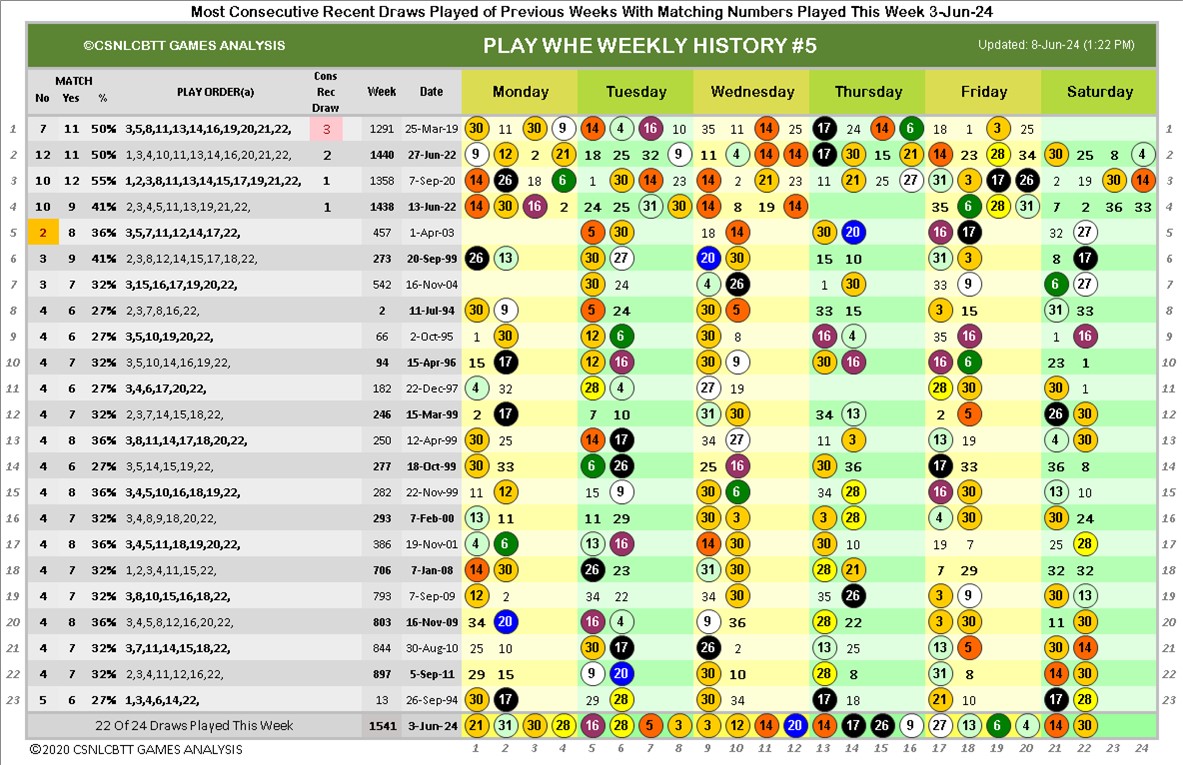 Most Consecutive Recent Draws Played of Previous Weeks With Matching Numbers Played This Week 3-Jun-24
©CSNLCBTT GAMES ANALYSIS PLAY WHE WEEKLY HISTORY #5 Updated: 8-Jun-24 (1:22 PM)
No MATCH Yes % PLAY ORDER(a) Cons Rec Draw Week Date Monday Tuesday Wednesday Thursday Friday Saturday
1 7 11 50% 3,5,8,11,13,14,16,19,20,21,22, 3 1291 25-Mar-19 30 11 30 9 14 4 16 10 35 11 14 25 17 24 14 6 18 1 3 25 1
2 12 11 50% 2,3,4,10,11,13,14,16,20,21,22, 2 1440 27-Jun-22 9 12 2 21 18 25 32 9 11 4 14 14 17 30 15 21 14 23 28 34 30 25 8 4 2
3 10 12 55% 1,2,3,8,11,13,14,15,17,19,21,22 1 1358 7-Sep-20 14 26 18 6 1 30 14 23 14 2 21 23 11 21 25 27 31 3 17 26 2 19 30 14 3
4 10 9 41% 2,3,4,5,11,13,19,21,22, 1 1438 13-Jun-22 14 30 16 2 24 25 31 30 14 8 19 14 35 6 28 31 7 2 36 33 4
5 2 8 36% 3,5,7,11,12,14,17,22, 457 1-Apr-03 5 30 18 14 30 20 16 17 32 27 5
6 3 9 41% 2,3,8,12,14,15,17,18,22, 273 20-Sep-99 26 13 30 27 20 30 15 10 31 3 8 17 6
7 7 32% 3,15,16,17,19,20,22, 542 16-Nov-04 30 24 4 26 1 30 33 9 6 27 7
8 4 6 27% 2,3,7,8,16,22, 2 11-Jul-94 30 9 5 24 30 5 33 15 3 15 31 33 8
9 4 6 27% 3,5,10,19,20,22, 66 2-Oct-95 1 30 12 6 30 8 16 4 35 16 1 16 9
10 4 7 32% 3,5,10,14,16,19,22, 94 15-Apr-96 15 17 12 16 30 9 30 16 16 6 23 1 10
11 4 6 27% 3,4,6,17,20,22, 182 22-Dec-97 4 32 28 4 27 19 28 30 30 1 11
12 4 7 32% 2,3,7,14,15,18,22, 246 15-Mar-99 2 17 7 10 31 30 34 13 2 5 26 30 12
13 4 8 36% 3,8,11,14,17,18,20,22, 250 12-Apr-99 30 25 14 17 34 27 11 3 13 19 4 30 13
14 4 6 27% 3,5,14,15,19,22, 277 18-Oct-99 30 33 6 26 25 16 30 36 17 33 36 8 14
15 4 8 36% 3,4,5,10,16,18,19,22, 282 22-Nov-99 11 12 15 9 30 6 34 28 16 30 13 10 15
16 4 7 32% 3,4,8,9,18,20,22, 293 7-Feb-00 13 11 11 29 30 3 3 28 4 30 30 24 16
17 4 8 36% 3,4,5,11,18,19,20,22, 386 19-Nov-01 4 6 13 16 14 30 30 10 19 7 25 28 17
18 4 7 32% 1,2,3,4,11,15,22, 706 7-Jan-08 14 30 26 23 31 30 28 21 7 29 32 32 18
19 4 7 32% 3,8,10,15,16,18,22, 793 7-Sep-09 12 2 34 22 34 30 35 26 3 9 30 13 19
20 4 8 36% 3,4,5,8,12,16,20,22, 803 16-Nov-09 34 20 16 4 9 36 28 22 3 30 11 30 20
21 4 7 32% 3,7,11,14,15,18,22, 844 30-Aug-10 25 10 30 17 26 2 13 25 13 5 30 14 21
22 4 7 32% 2,3,4,11,12,16,22, 897 5-Sep-11 29 15 9 20 30 10 28 8 31 8 14 30 22
23 5 6 27% 1,3,4,6,14,22, 13 26-Sep-94 30 17 29 28 30 34 17 18 21 10 17 28 23
22 Of 24 Draws Played This Week 1541 3-Jun-24 21 31 30 28 16 28 5 3 3 12 14 20 14 17 26 9 27 13 6 4 14 30
©2020 CSNLCBTT GAMES ANALYSIS 1 2 3 4 5 6 7 8 9 10 11 12 13 14 15 16 17 18 19 20 21 22 23 24